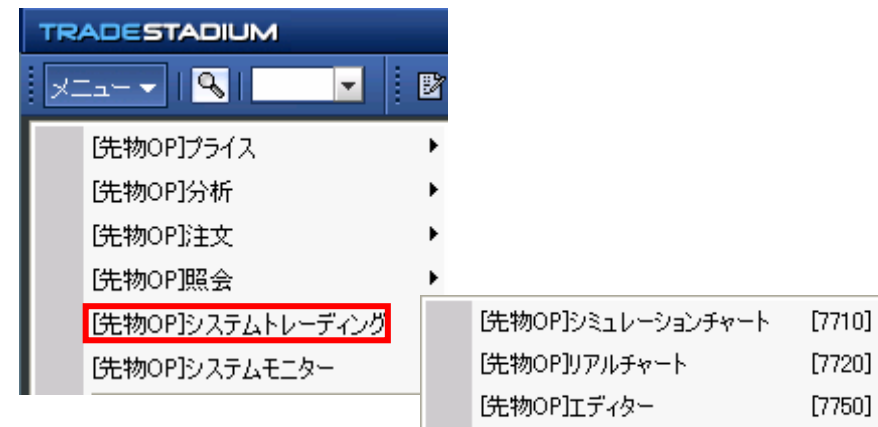 TRADESTADIUM
メニュー
[先物OP]プライス
[先物OP]分析
[先物OP]注文
[先物OP]照会
[先物OP]システムトレーディング
[先物OP]システムモニター
[先物OP]シミュレーションチャート [7710]
[先物OP]リアルチャート [7720]
[先物OP]エディター [7750]